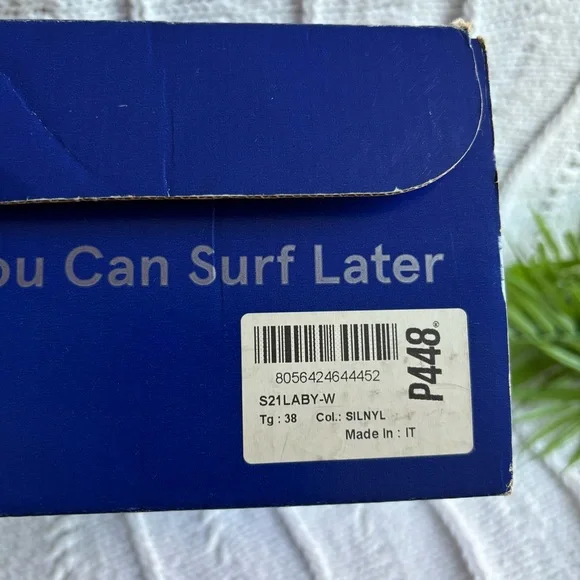 ou Can Surf Later
8056424644452
S21LABY-W
Tg : 38 Col.: SILNYL
Made In : IT
P448®